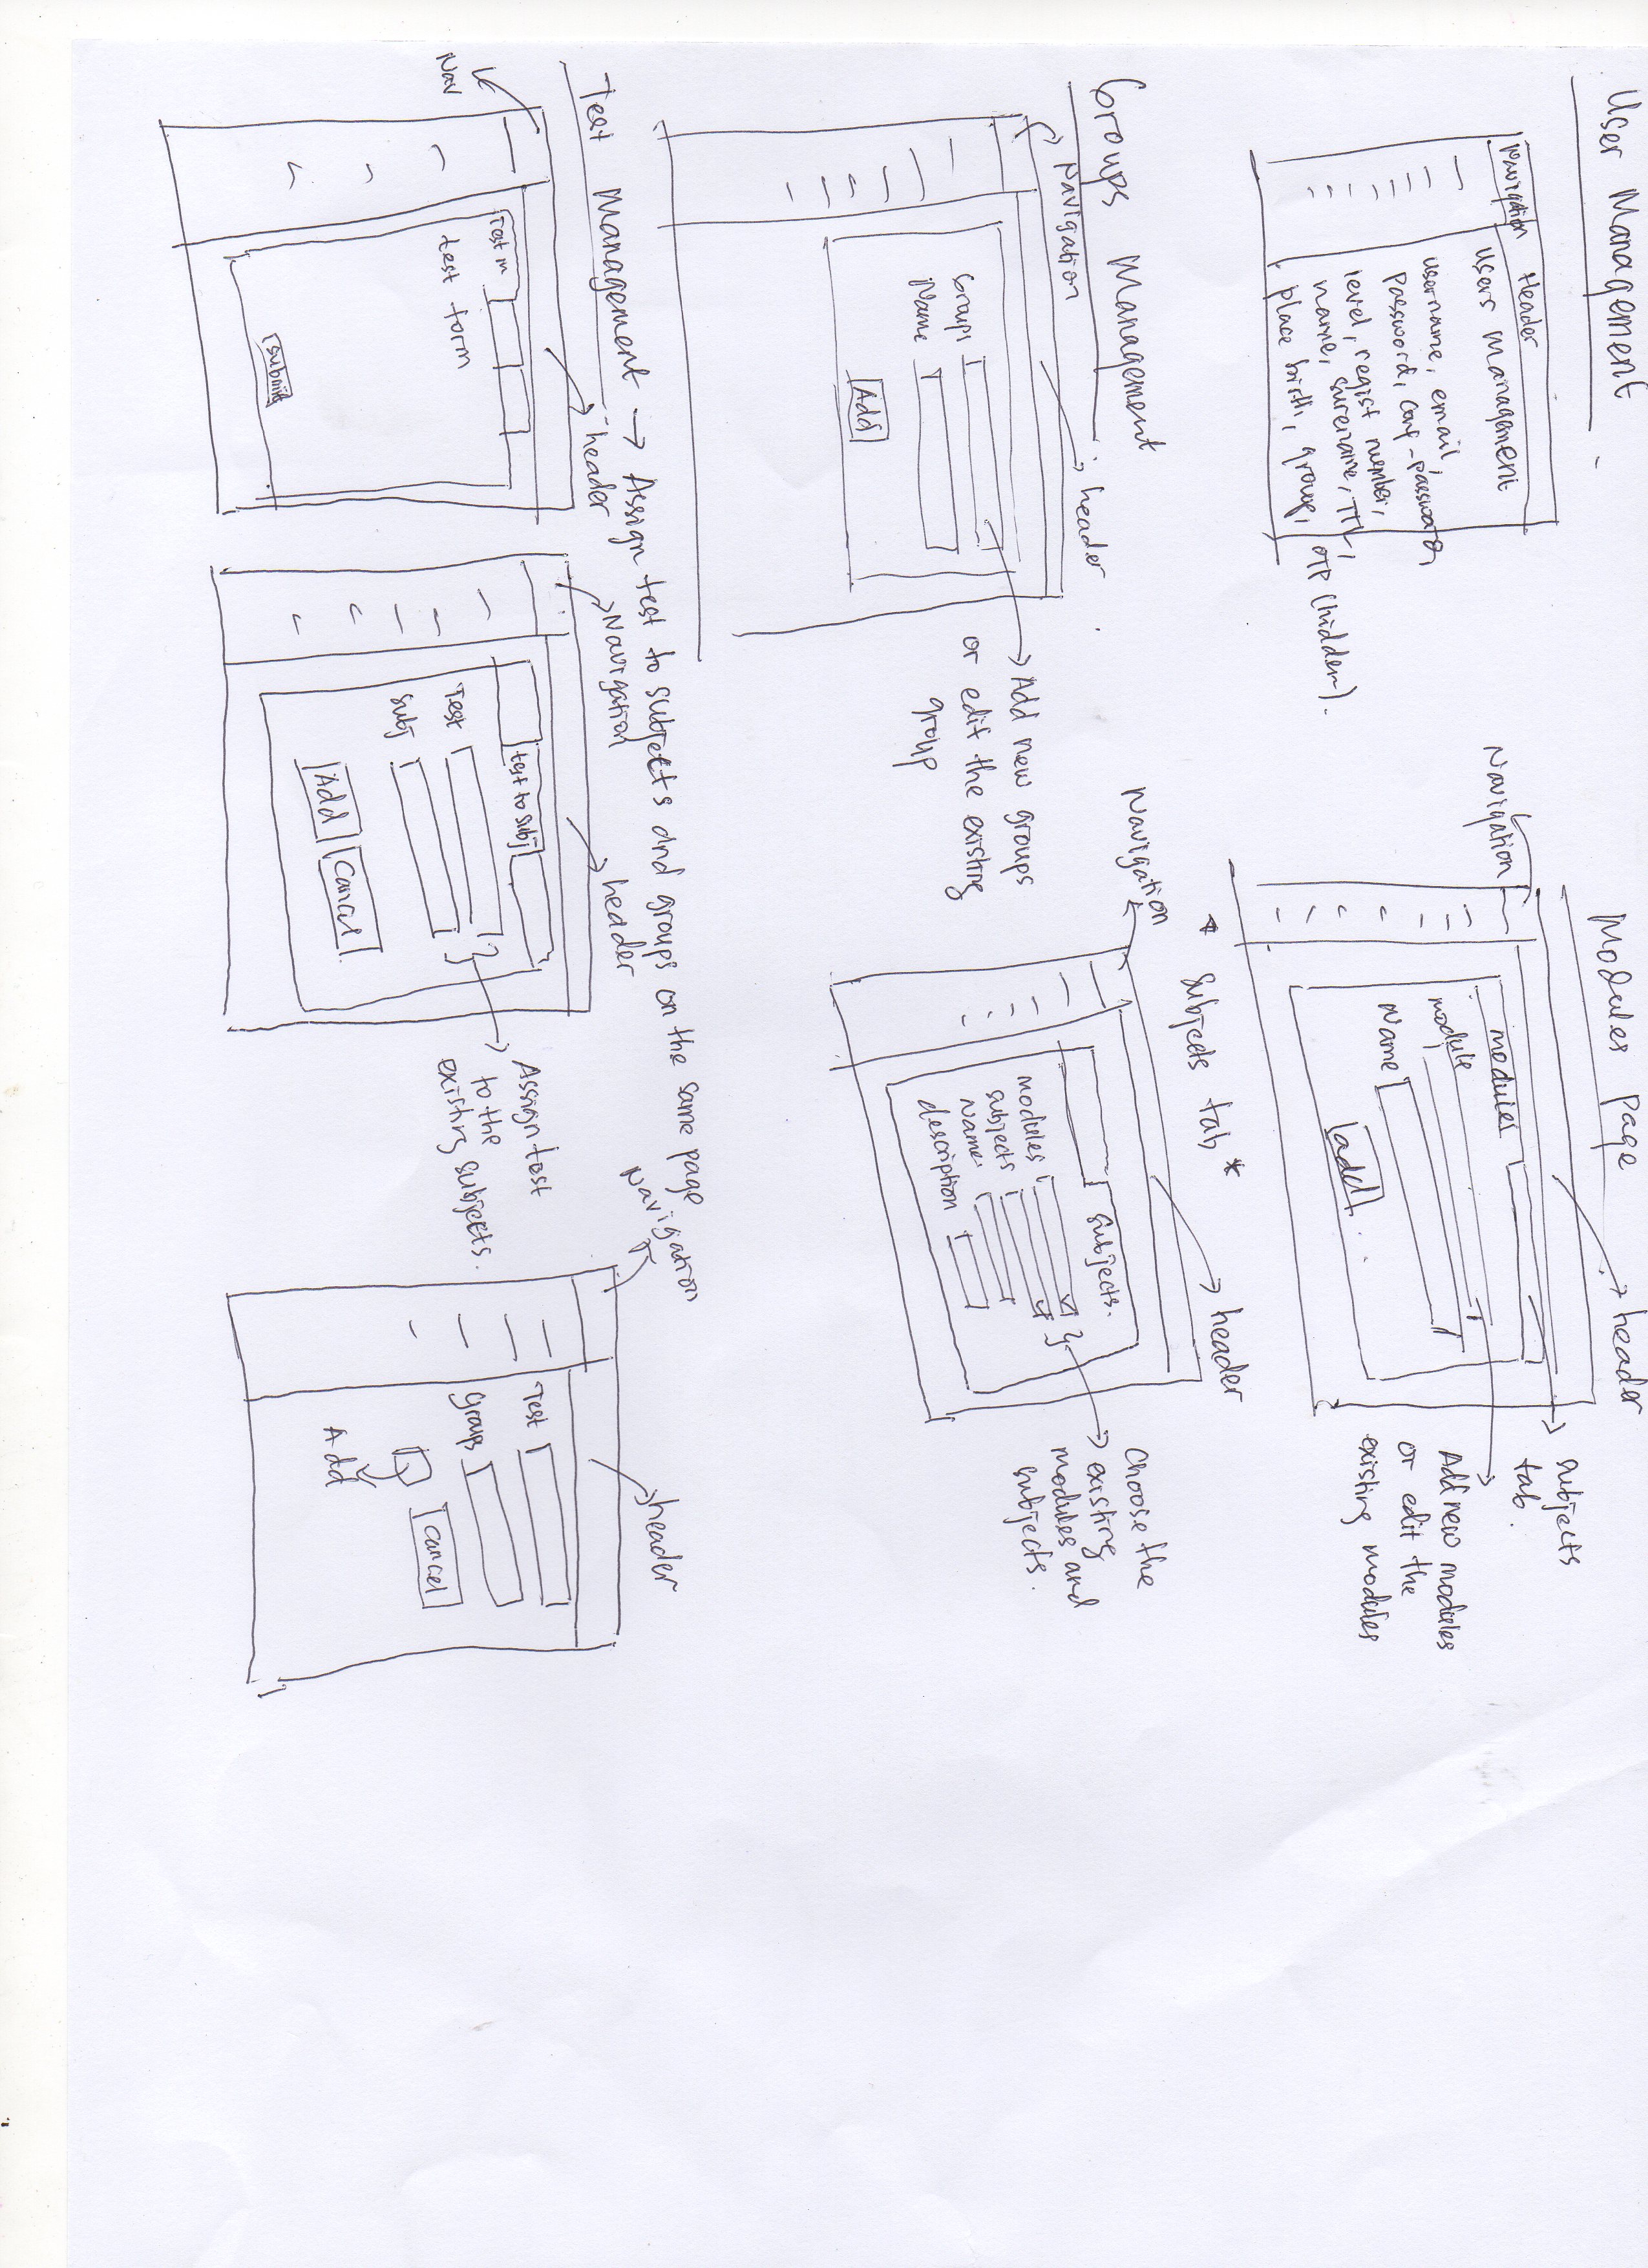 User Management
Navigation Header
Users Management
username, email,
password, conf-password,
level, regist number,
name, surename, TTL,
place birth, group, OTP (hidden).
Modules page
header
Navigation
subjects
tab.
modules
module
Name
add
Add new modules
or edit the
existing modules
* Subjects tab *
header
Navigation
subjects.
modules
subjects
Name
description
Choose the
existing
modules and
subjects.
Groups Management
Navigation
header
Groups
Name
Add
Add new groups
or edit the existing
group
Test Management → Assign test to subjects and groups on the same page
header
Nav
Test m
test form
submit
Navigation
header
test to subj
Test
Subj
Add Cancel
Assign test
to the
existing subjects.
Navigation
header
Test
Groups
Cancel
Add